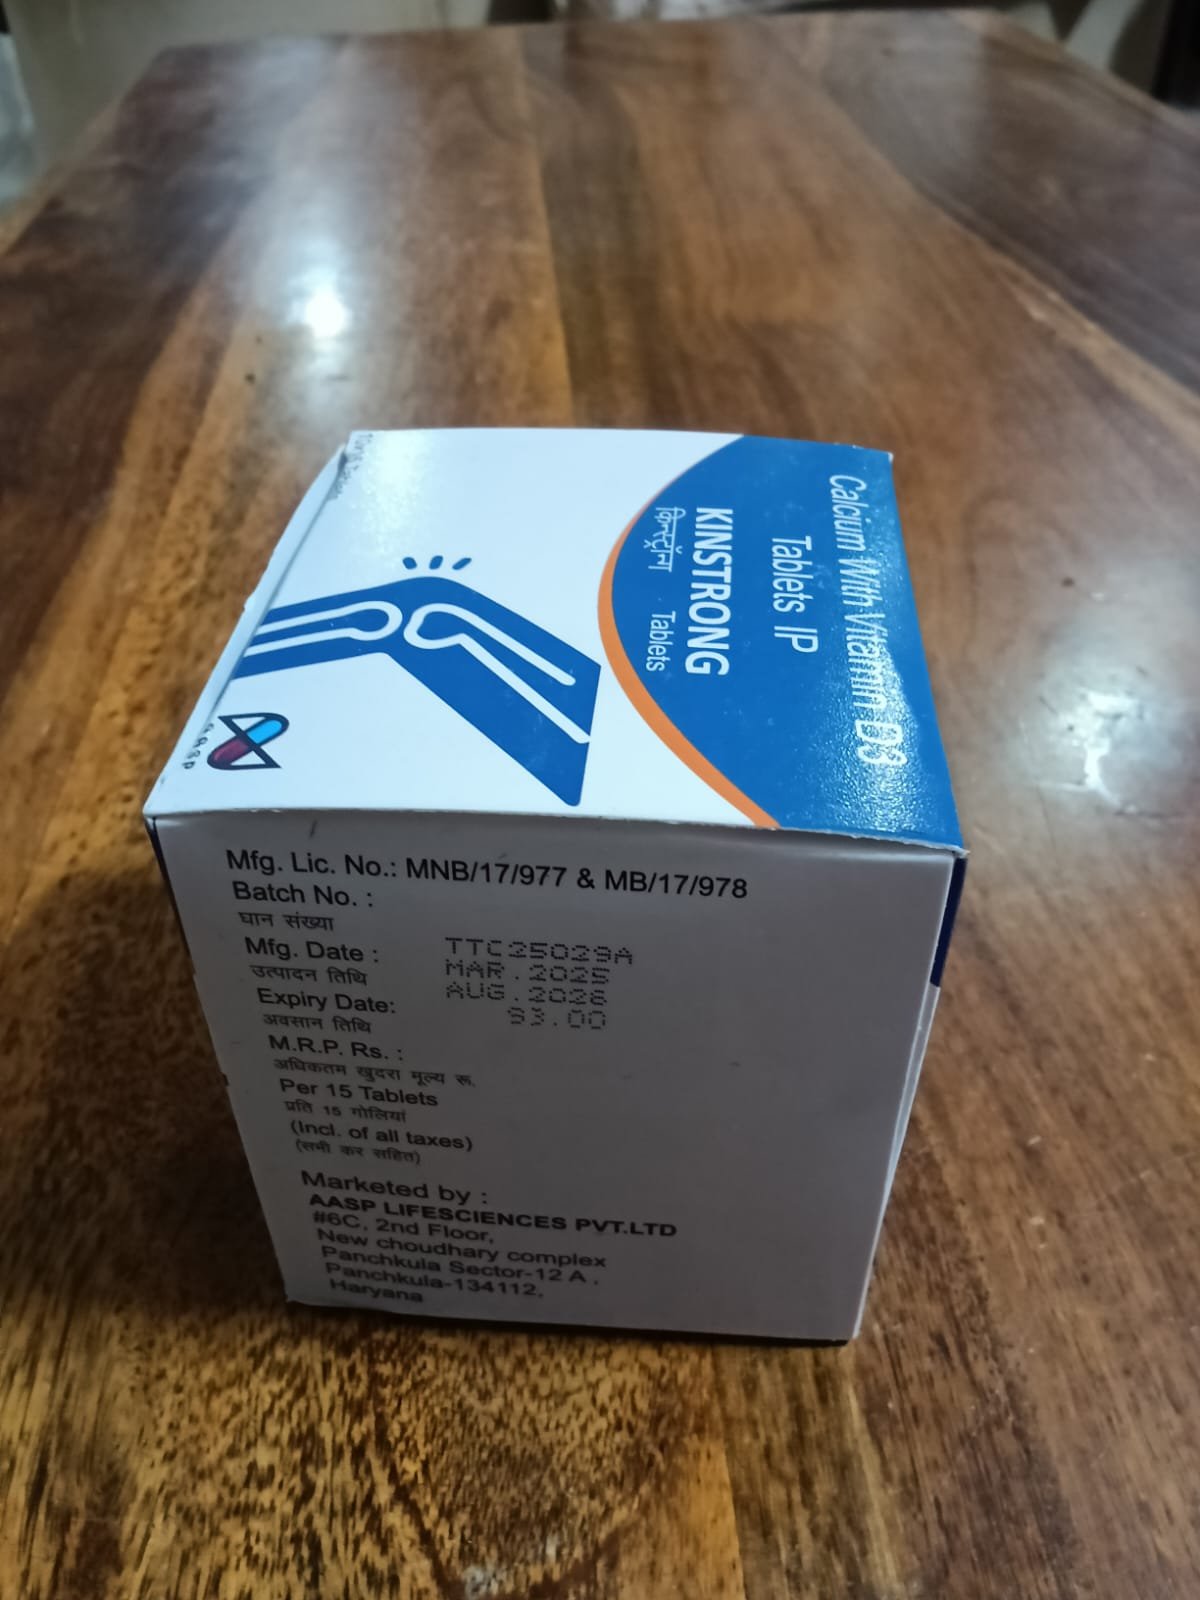 Calcium With Vitamin D3
Tablets IP
KINSTRONG
किन्स्ट्रॉन्ग Tablets
AASP
Mfg. Lic. No.: MNB/17/977 & MB/17/978
Batch No. :
घान संख्या
Mfg. Date : TTC25029A
उत्पादन तिथि MAR.2025
Expiry Date: AUG.2026
अवसान तिथि 93.00
M.R.P. Rs. :
अधिकतम खुदरा मूल्य रू.
Per 15 Tablets
प्रति 15 गोलियां
(Incl. of all taxes)
(सभी कर सहित)
Marketed by :
AASP LIFESCIENCES PVT.LTD
#6C, 2nd Floor,
New choudhary complex
Panchkula Sector-12 A ,
Panchkula-134112,
Haryana